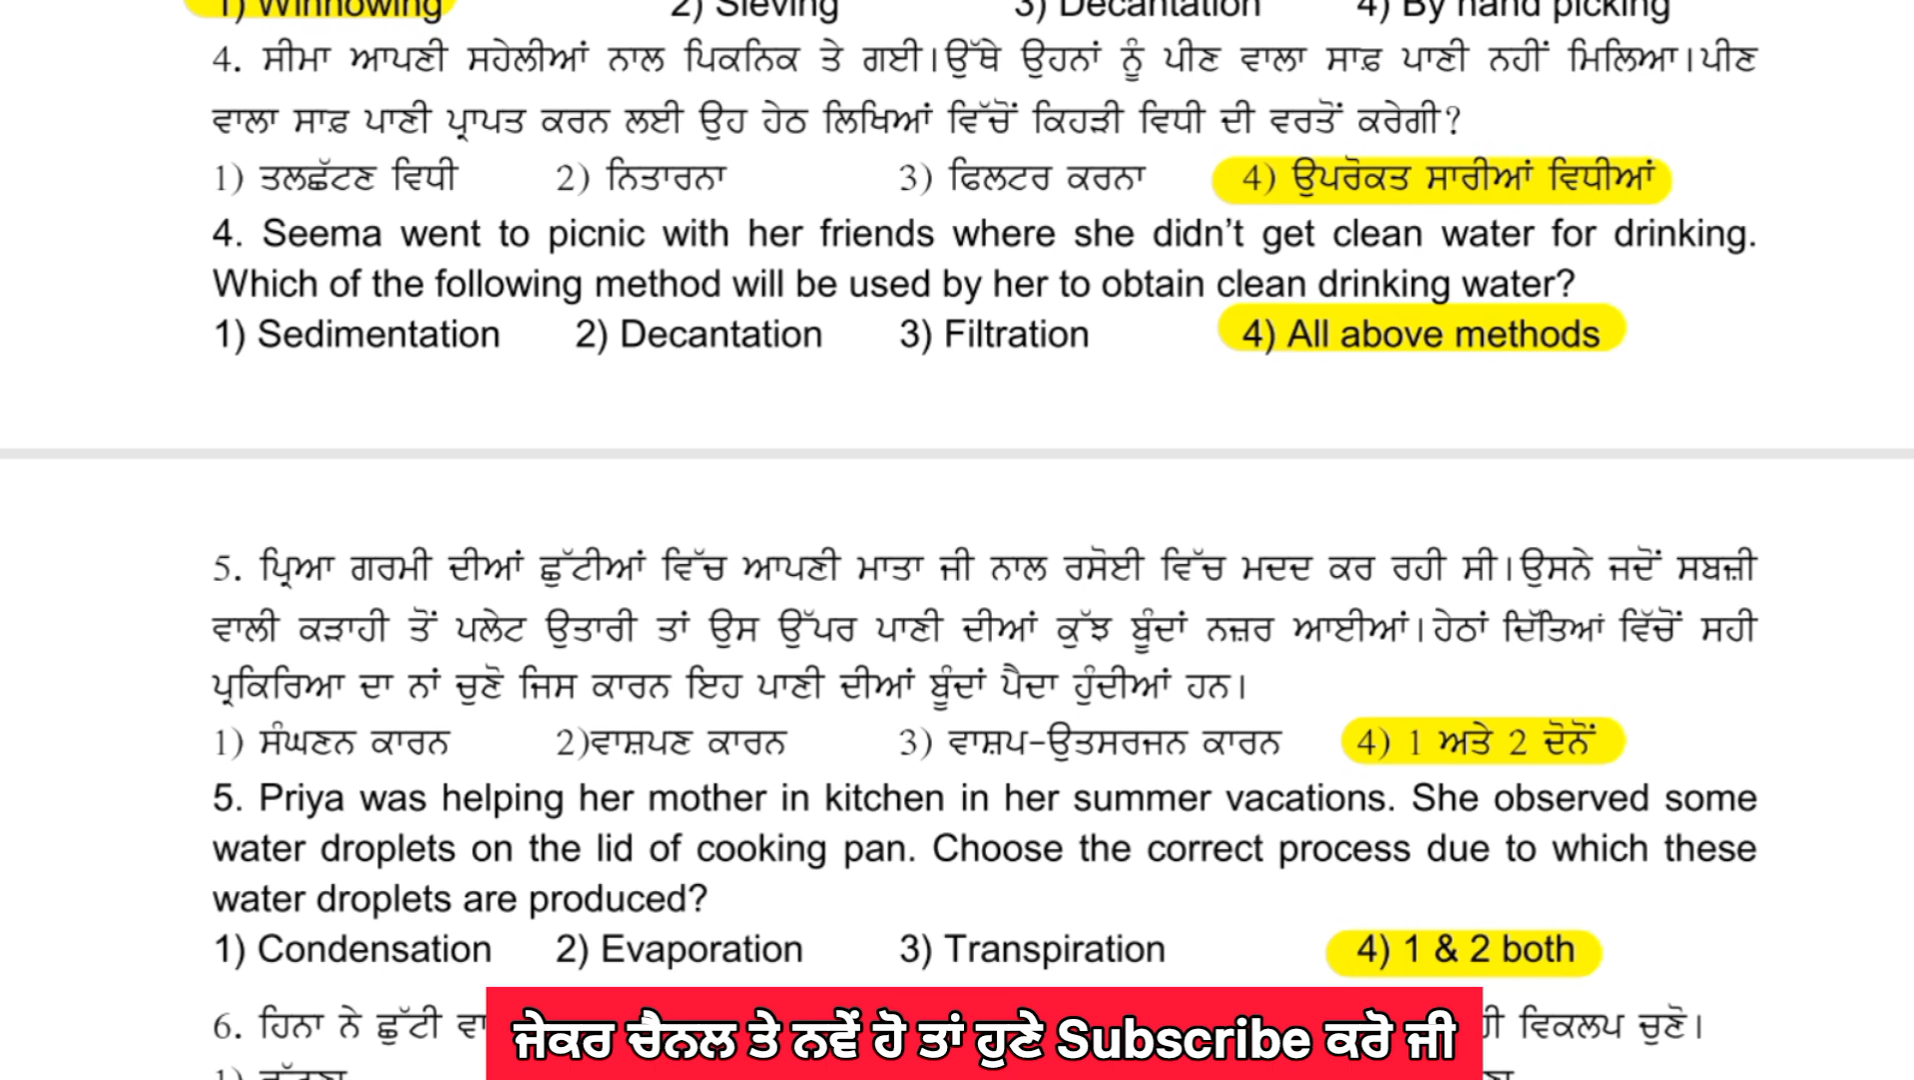 1) Winnowing 2) Sieving 3) Decantation 4) By hand picking
4. ਸੀਮਾ ਆਪਣੀ ਸਹੇਲੀਆਂ ਨਾਲ ਪਿਕਨਿਕ ਤੇ ਗਈ।ਉੱਥੇ ਉਹਨਾਂ ਨੂੰ ਪੀਣ ਵਾਲਾ ਸਾਫ਼ ਪਾਣੀ ਨਹੀਂ ਮਿਲਿਆ।ਪੀਣ
ਵਾਲਾ ਸਾਫ਼ ਪਾਣੀ ਪ੍ਰਾਪਤ ਕਰਨ ਲਈ ਉਹ ਹੇਠ ਲਿਖਿਆਂ ਵਿੱਚੋਂ ਕਿਹੜੀ ਵਿਧੀ ਦੀ ਵਰਤੋਂ ਕਰੇਗੀ?
1) ਤਲਛੱਟਣ ਵਿਧੀ 2) ਨਿਤਾਰਨਾ 3) ਫਿਲਟਰ ਕਰਨਾ 4) ਉਪਰੋਕਤ ਸਾਰੀਆਂ ਵਿਧੀਆਂ
4. Seema went to picnic with her friends where she didn’t get clean water for drinking.
Which of the following method will be used by her to obtain clean drinking water?
1) Sedimentation 2) Decantation 3) Filtration 4) All above methods
5. ਪ੍ਰਿਆ ਗਰਮੀ ਦੀਆਂ ਛੁੱਟੀਆਂ ਵਿੱਚ ਆਪਣੀ ਮਾਤਾ ਜੀ ਨਾਲ ਰਸੋਈ ਵਿੱਚ ਮਦਦ ਕਰ ਰਹੀ ਸੀ।ਉਸਨੇ ਜਦੋਂ ਸਬਜ਼ੀ
ਵਾਲੀ ਕੜਾਹੀ ਤੋਂ ਪਲੇਟ ਉਤਾਰੀ ਤਾਂ ਉਸ ਉੱਪਰ ਪਾਣੀ ਦੀਆਂ ਕੁੱਝ ਬੂੰਦਾਂ ਨਜ਼ਰ ਆਈਆਂ।ਹੇਠਾਂ ਦਿੱਤਿਆਂ ਵਿੱਚੋਂ ਸਹੀ
ਪ੍ਰਕਿਰਿਆ ਦਾ ਨਾਂ ਚੁਣੋ ਜਿਸ ਕਾਰਨ ਇਹ ਪਾਣੀ ਦੀਆਂ ਬੂੰਦਾਂ ਪੈਦਾ ਹੁੰਦੀਆਂ ਹਨ।
1) ਸੰਘਣਨ ਕਾਰਨ 2)ਵਾਸ਼ਪਣ ਕਾਰਨ 3) ਵਾਸ਼ਪ-ਉਤਸਰਜਨ ਕਾਰਨ 4) 1 ਅਤੇ 2 ਦੋਨੋਂ
5. Priya was helping her mother in kitchen in her summer vacations. She observed some
water droplets on the lid of cooking pan. Choose the correct process due to which these
water droplets are produced?
1) Condensation 2) Evaporation 3) Transpiration 4) 1 & 2 both
6. ਹਿਨਾ ਨੇ ਛੁੱਟੀ ਵਿਕਲਪ ਚੁਣੋ।
ਜੇਕਰ ਚੈਨਲ ਤੇ ਨਵੇਂ ਹੋ ਤਾਂ ਹੁਣੇ Subscribe ਕਰੋ ਜੀ